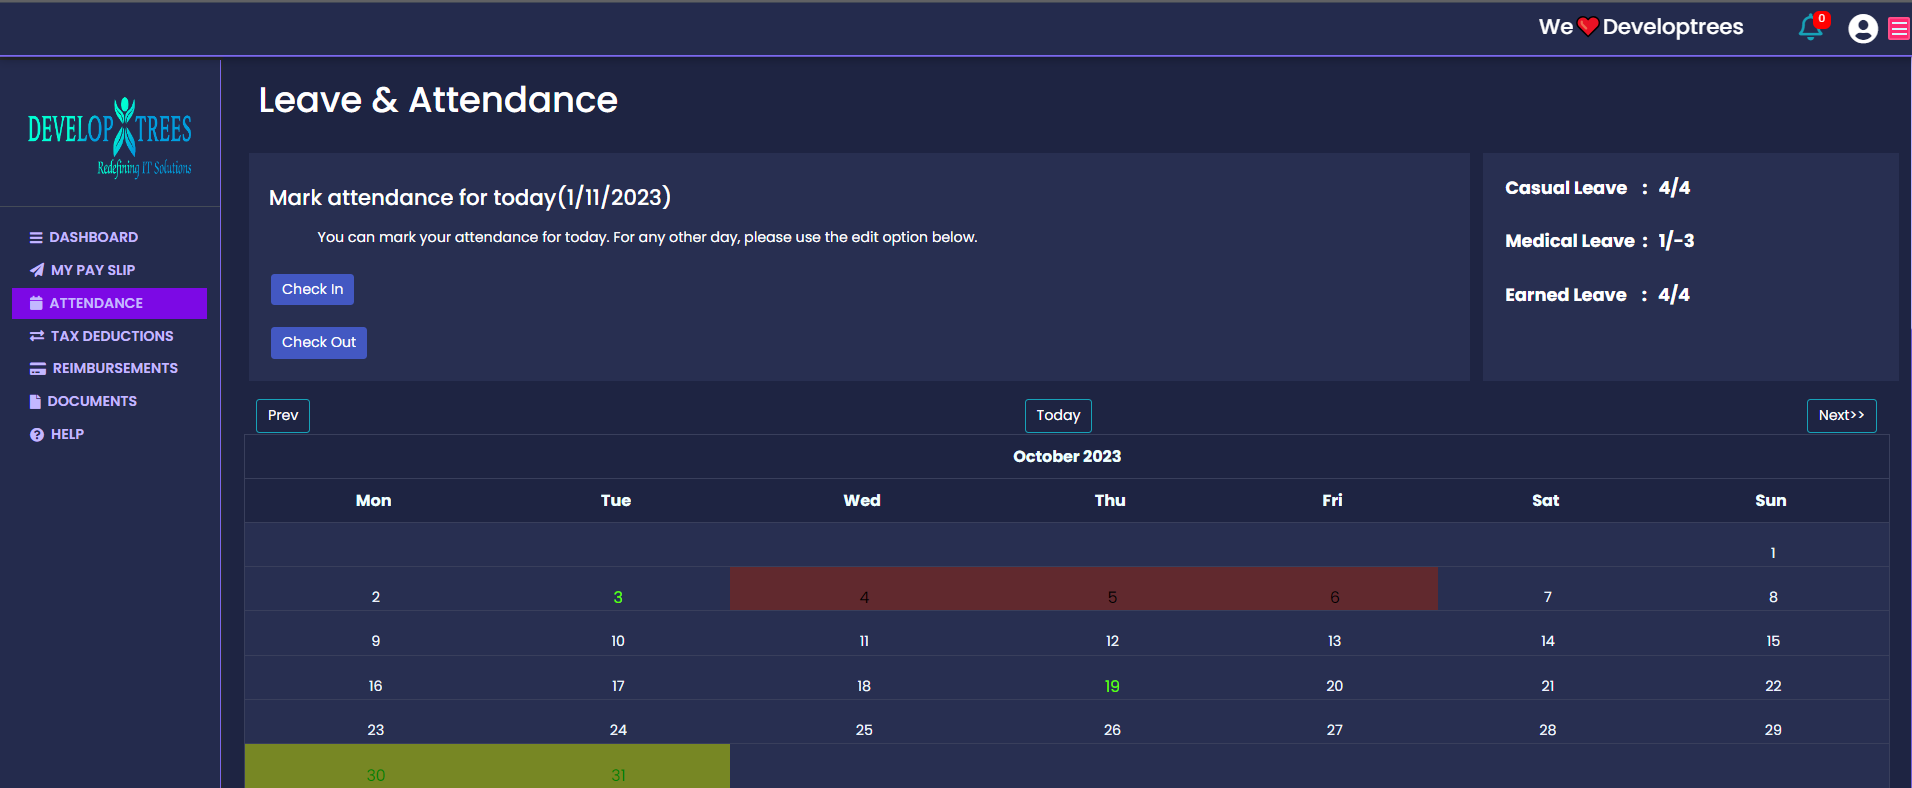 We Developtrees
0
DEVELOP TREES
Redefining IT Solutions
DASHBOARD
MY PAY SLIP
ATTENDANCE
TAX DEDUCTIONS
REIMBURSEMENTS
DOCUMENTS
HELP
Leave & Attendance
Mark attendance for today(1/11/2023)
You can mark your attendance for today. For any other day, please use the edit option below.
Check In
Check Out
Casual Leave : 4/4
Medical Leave : 1/-3
Earned Leave : 4/4
Prev Today Next>>
October 2023
Mon Tue Wed Thu Fri Sat Sun
1
2 3 4 5 6 7 8
9 10 11 12 13 14 15
16 17 18 19 20 21 22
23 24 25 26 27 28 29
30 31